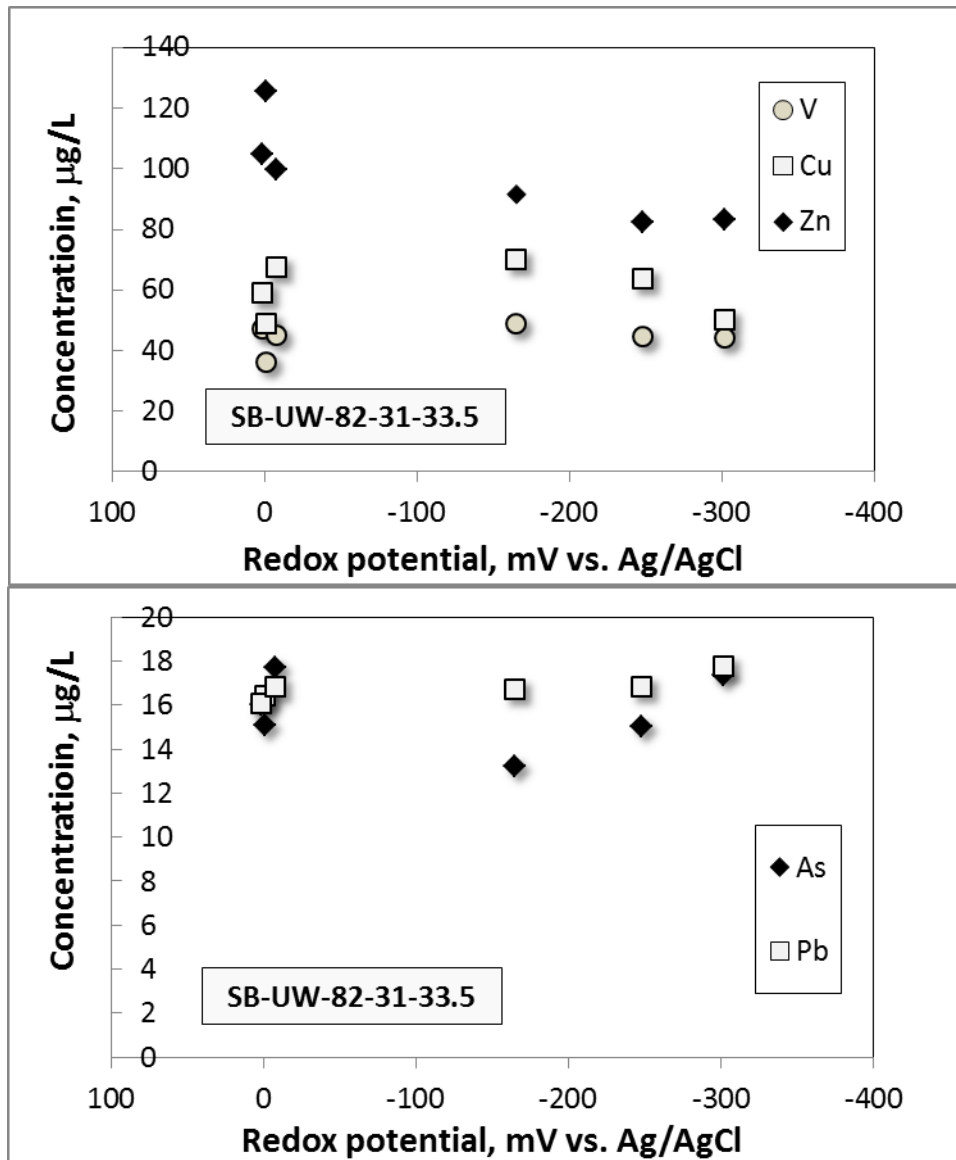 140
120
100
80
60
40
20
0
Concentratioin, µg/L
V
Cu
Zn
SB-UW-82-31-33.5
100 0 -100 -200 -300 -400
Redox potential, mV vs. Ag/AgCl
20
18
16
14
12
10
8
6
4
2
0
Concentratioin, µg/L
As
Pb
SB-UW-82-31-33.5
100 0 -100 -200 -300 -400
Redox potential, mV vs. Ag/AgCl